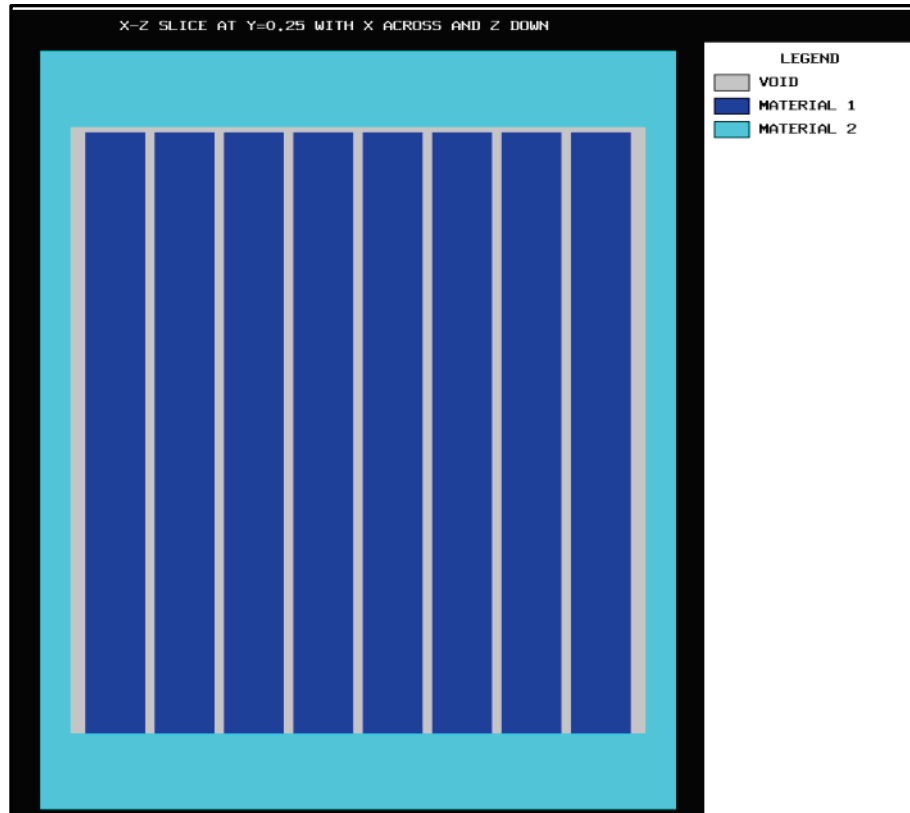 X-Z SLICE AT Y=0.25 WITH X ACROSS AND Z DOWN
LEGEND
VOID
MATERIAL 1
MATERIAL 2